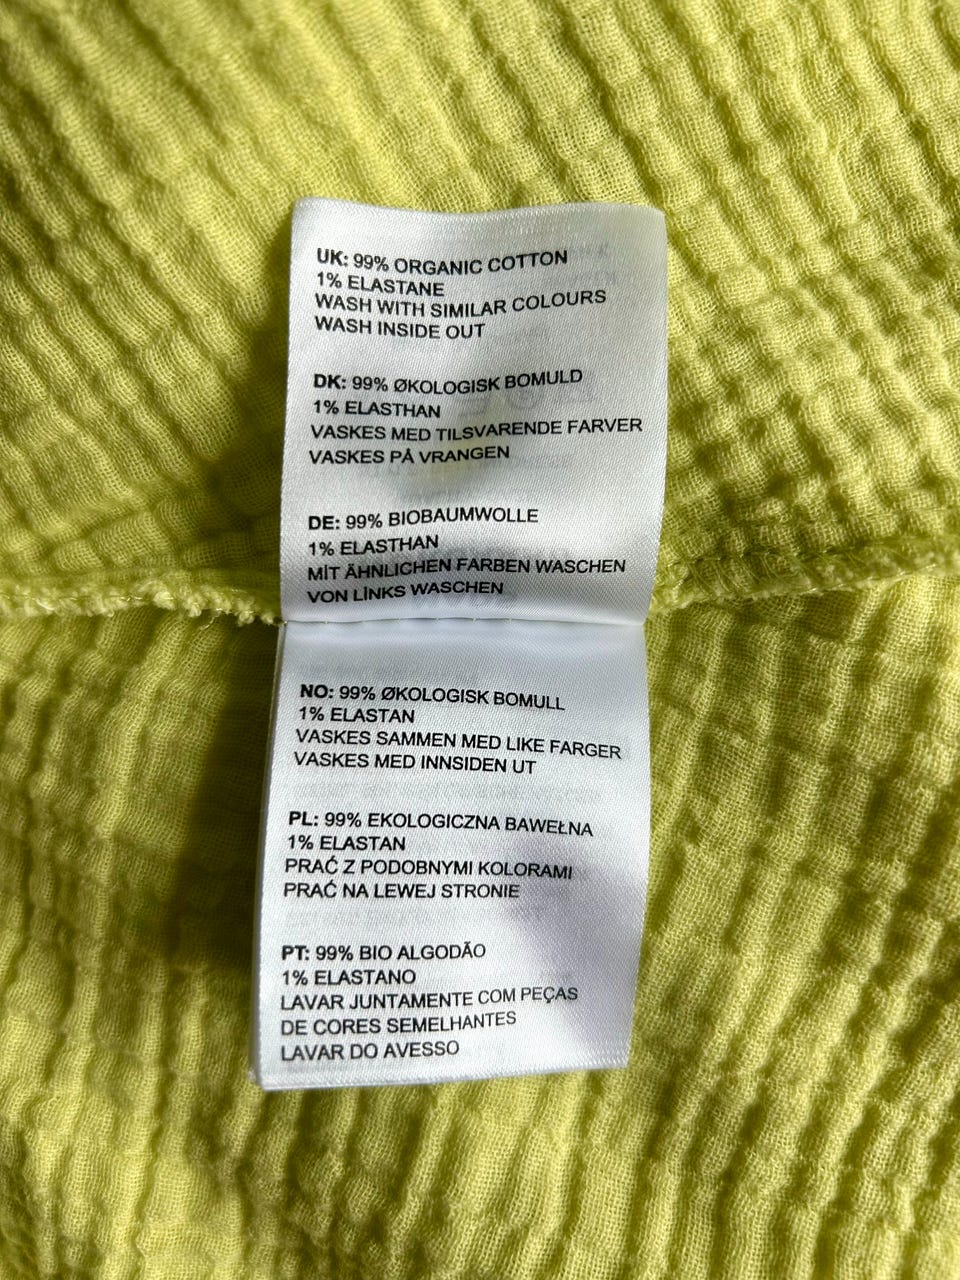 UK: 99% ORGANIC COTTON
1% ELASTANE
WASH WITH SIMILAR COLOURS
WASH INSIDE OUT
DK: 99% ØKOLOGISK BOMULD
1% ELASTHAN
VASKES MED TILSVARENDE FARVER
VASKES PÅ VRANGEN
DE: 99% BIOBAUMWOLLE
1% ELASTHAN
MİT ÄHNLICHEN FARBEN WASCHEN
VON LİNKS WASCHEN
NO: 99% ØKOLOGISK BOMULL
1% ELASTAN
VASKES SAMMEN MED LIKE FARGER
VASKES MED INNSIDEN UT
PL: 99% EKOLOGICZNA BAWEŁNA
1% ELASTAN
PRAĆ Z PODOBNYMI KOLORAMI
PRAĆ NA LEWEJ STRONIE
PT: 99% BIO ALGODÃO
1% ELASTANO
LAVAR JUNTAMENTE COM PEÇAS
DE CORES SEMELHANTES
LAVAR DO AVESSO